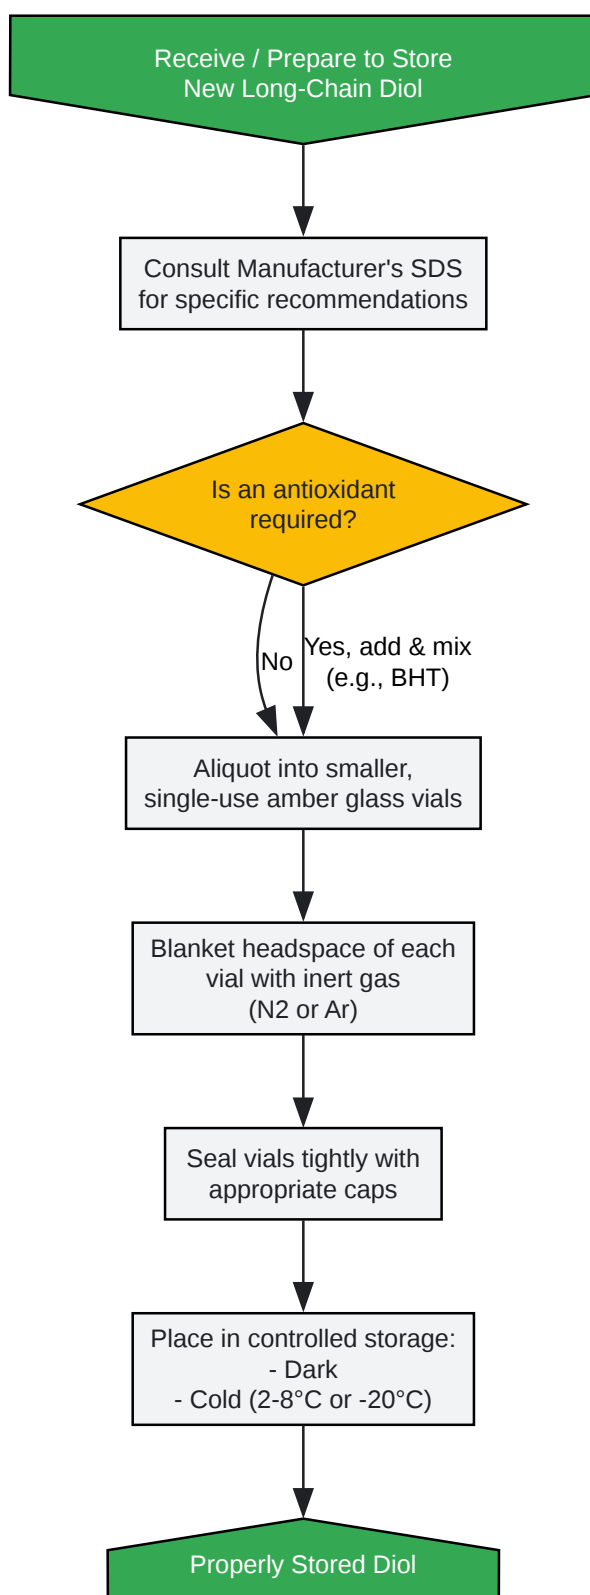 Receive / Prepare to Store
New Long-Chain Diol
Consult Manufacturer's SDS
for specific recommendations
Is an antioxidant
required?
No
Yes, add & mix
(e.g., BHT)
Aliquot into smaller,
single-use amber glass vials
Blanket headspace of each
vial with inert gas
(N2 or Ar)
Seal vials tightly with
appropriate caps
Place in controlled storage:
- Dark
- Cold (2-8°C or -20°C)
Properly Stored Diol